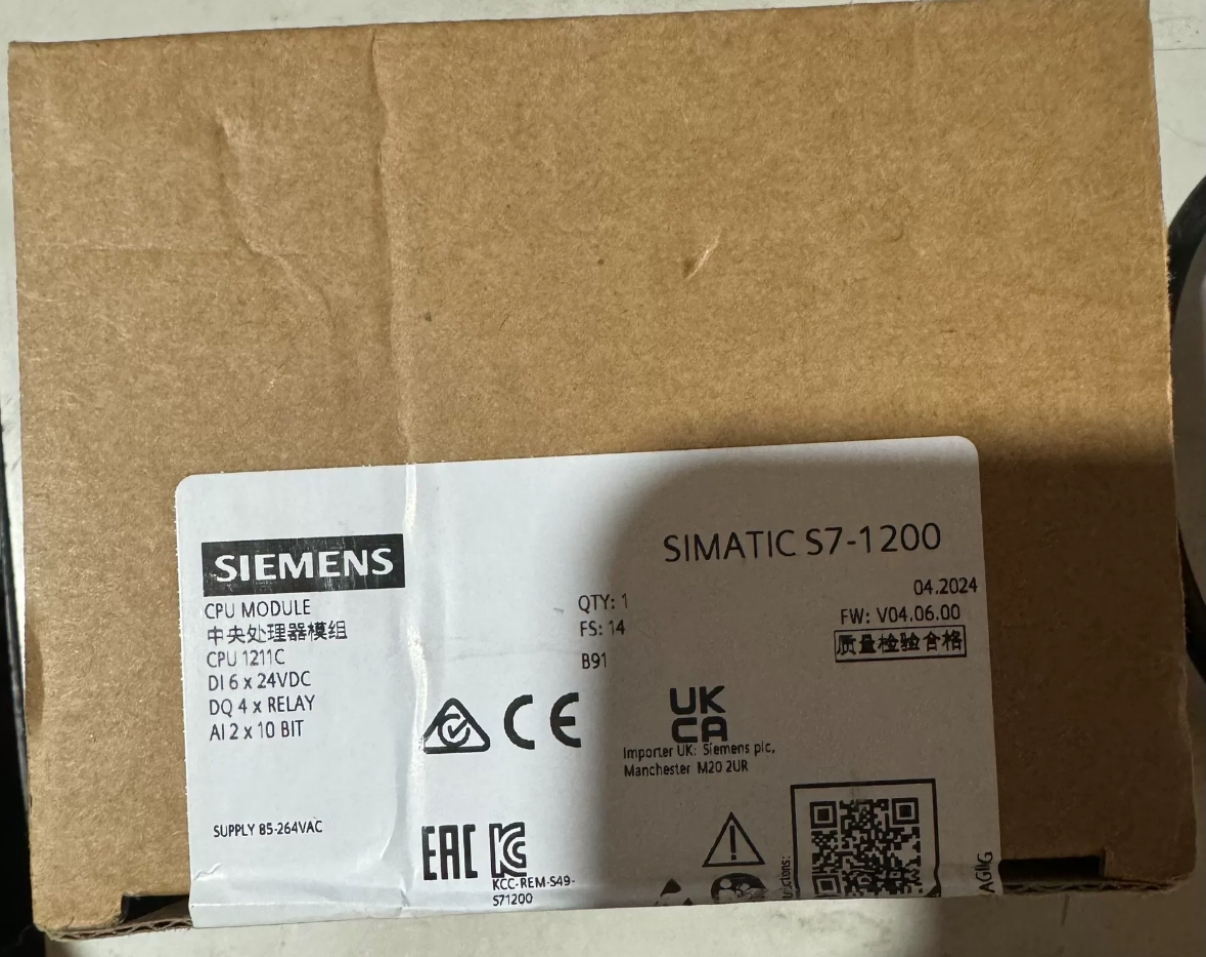 SIEMENS
CPU MODULE
中央处理器模组
CPU 1211C
DI 6 x 24VDC
DQ 4 x RELAY
AI 2 x 10 BIT
SUPPLY 85-264VAC
QTY: 1
FS: 14
B91
SIMATIC S7-1200
04.2024
FW: V04.06.00
质量检验合格
CE
UK
CA
Importer UK: Siemens plc,
Manchester M20 2UR
EAC
KCC-REM-S49-
S71200